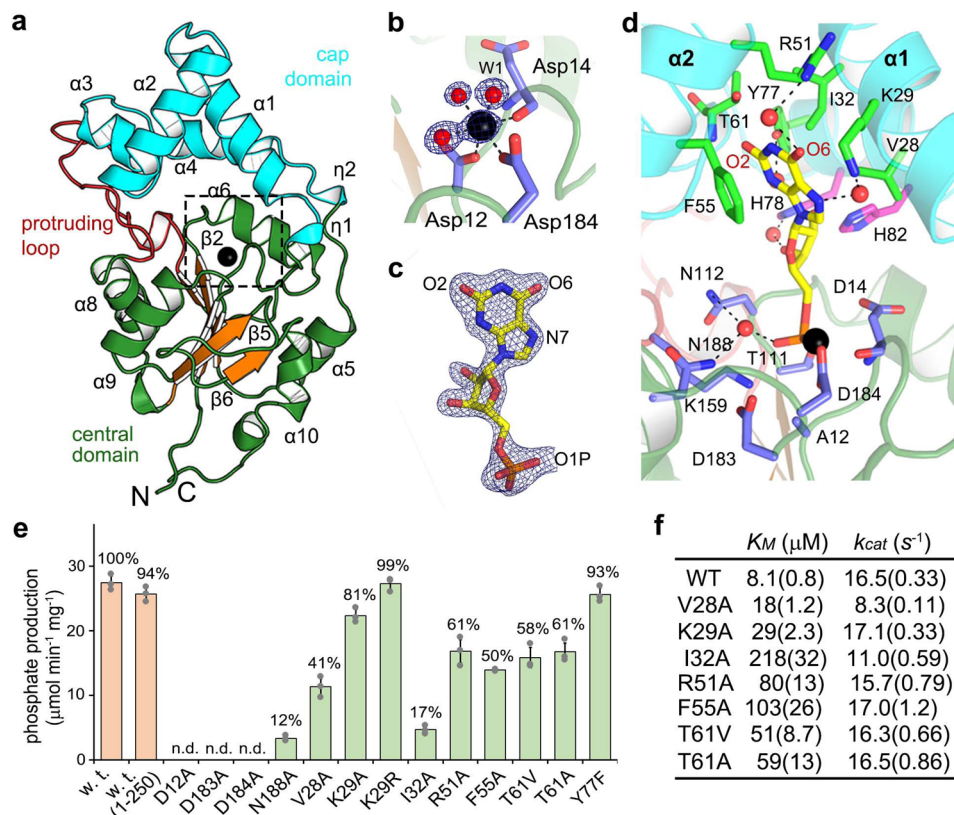 a
cap
domain
α3
α2
α1
α4
α6
η2
η1
protruding
loop
β2
α8
β5
α5
α9
β6
α10
central
domain
N C
b
W1
Asp14
Asp12
Asp184
c
O2
O6
N7
O1P
d
α2
R51
α1
Y77
I32
K29
T61
O2
O6
V28
F55
H78
H82
N112
D14
N188
T111
K159
D184
A12
D183
e
phosphate production
(μmol min⁻¹ mg⁻¹)
30
20
10
0
100%
94%
n.d.
n.d.
n.d.
12%
41%
81%
99%
17%
61%
50%
58%
61%
93%
w. t.
w. t.
(1-250)
D12A
D183A
D184A
N188A
V28A
K29A
K29R
I32A
R51A
F55A
T61V
T61A
Y77F
f
KM (μM) kcat (s⁻¹)
WT 8.1(0.8) 16.5(0.33)
V28A 18(1.2) 8.3(0.11)
K29A 29(2.3) 17.1(0.33)
I32A 218(32) 11.0(0.59)
R51A 80(13) 15.7(0.79)
F55A 103(26) 17.0(1.2)
T61V 51(8.7) 16.3(0.66)
T61A 59(13) 16.5(0.86)